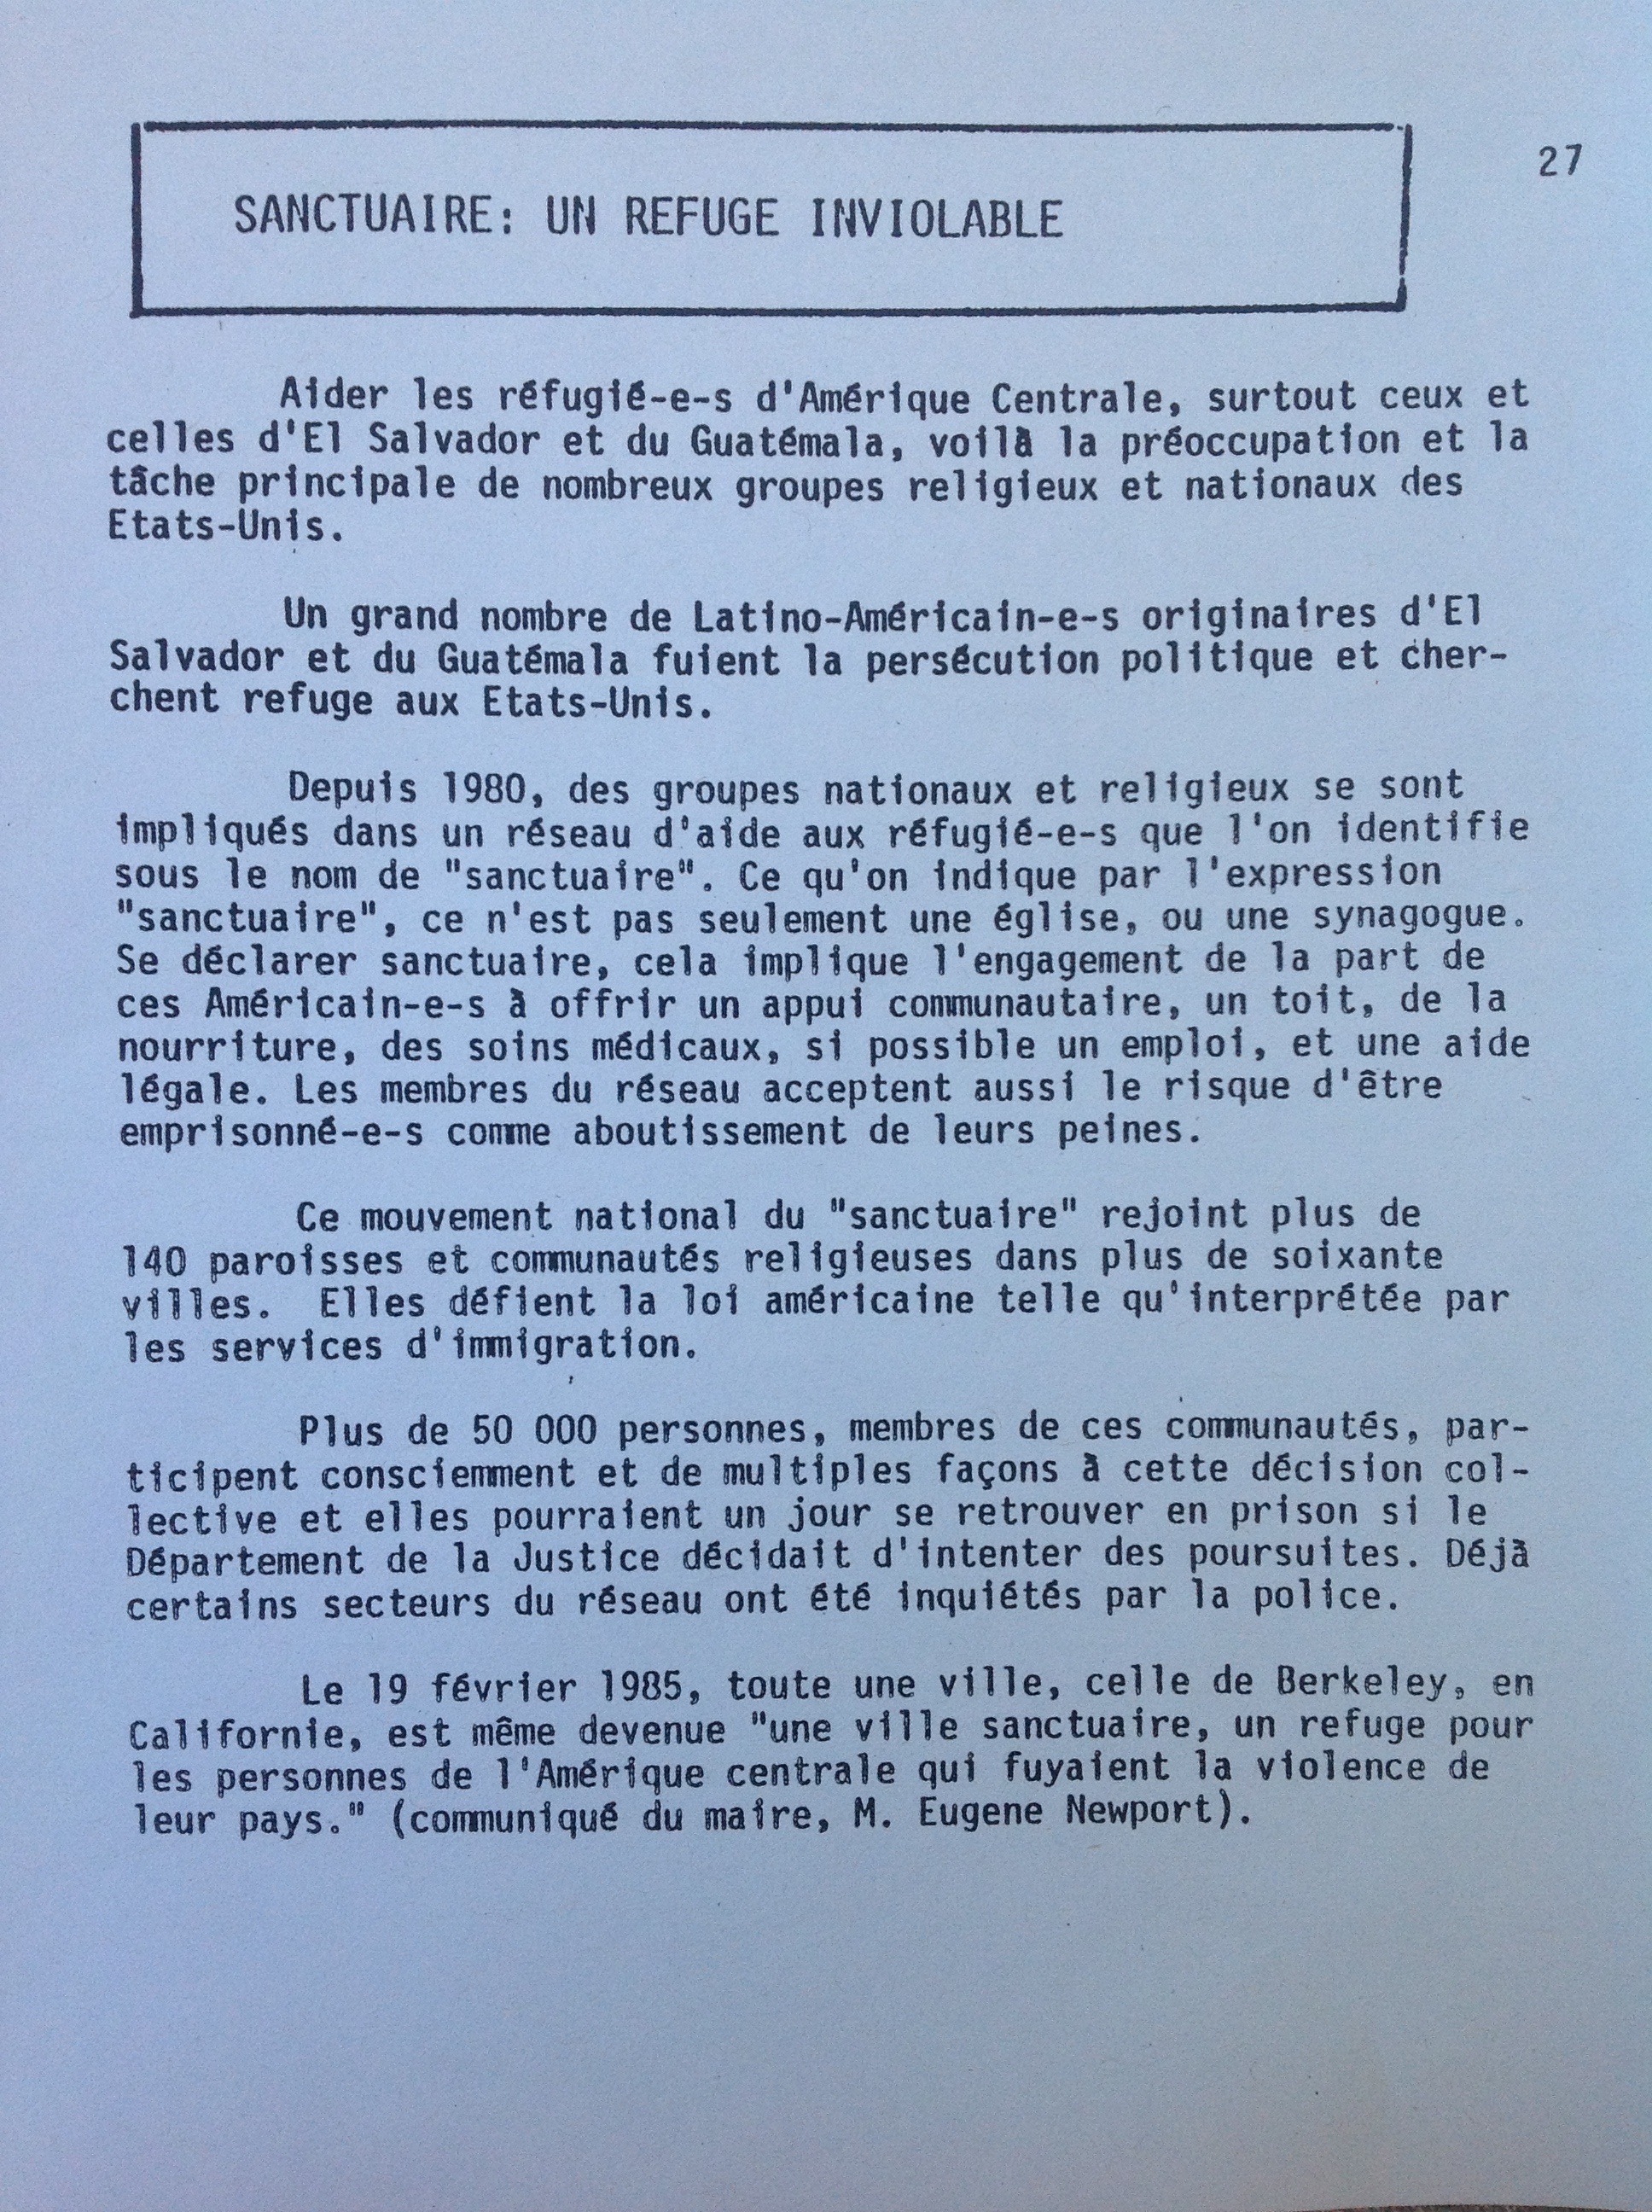 27
SANCTUAIRE: UN REFUGE INVIOLABLE
Aider les réfugié-e-s d'Amérique Centrale, surtout ceux et
celles d'El Salvador et du Guatémala, voilà la préoccupation et la
tâche principale de nombreux groupes religieux et nationaux des
Etats-Unis.
Un grand nombre de Latino-Américain-e-s originaires d'El
Salvador et du Guatémala fuient la persécution politique et cher-
chent refuge aux Etats-Unis.
Depuis 1980, des groupes nationaux et religieux se sont
impliqués dans un réseau d'aide aux réfugié-e-s que l'on identifie
sous le nom de "sanctuaire". Ce qu'on indique par l'expression
"sanctuaire", ce n'est pas seulement une église, ou une synagogue.
Se déclarer sanctuaire, cela implique l'engagement de la part de
ces Américain-e-s à offrir un appui communautaire, un toit, de la
nourriture, des soins médicaux, si possible un emploi, et une aide
légale. Les membres du réseau acceptent aussi le risque d'être
emprisonné-e-s comme aboutissement de leurs peines.
Ce mouvement national du "sanctuaire" rejoint plus de
140 paroisses et communautés religieuses dans plus de soixante
villes.  Elles défient la loi américaine telle qu'interprétée par
les services d'immigration.
Plus de 50 000 personnes, membres de ces communautés, par-
ticipent consciemment et de multiples façons à cette décision col-
lective et elles pourraient un jour se retrouver en prison si le
Département de la Justice décidait d'intenter des poursuites. Déjà
certains secteurs du réseau ont été inquiétés par la police.
Le 19 février 1985, toute une ville, celle de Berkeley, en
Californie, est même devenue "une ville sanctuaire, un refuge pour
les personnes de l'Amérique centrale qui fuyaient la violence de
leur pays." (communiqué du maire, M. Eugene Newport).